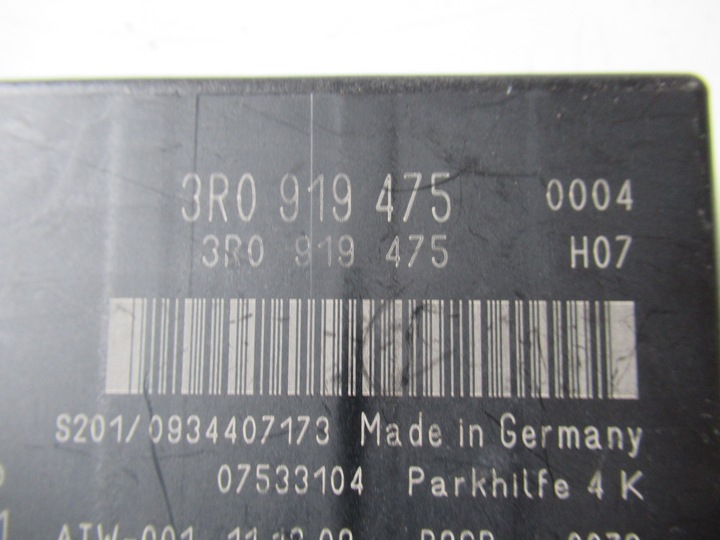 3R0 919 475 0004
3R0 919 475 H07
S201/0934407173 Made in Germany
07533104 Parkhilfe 4 K